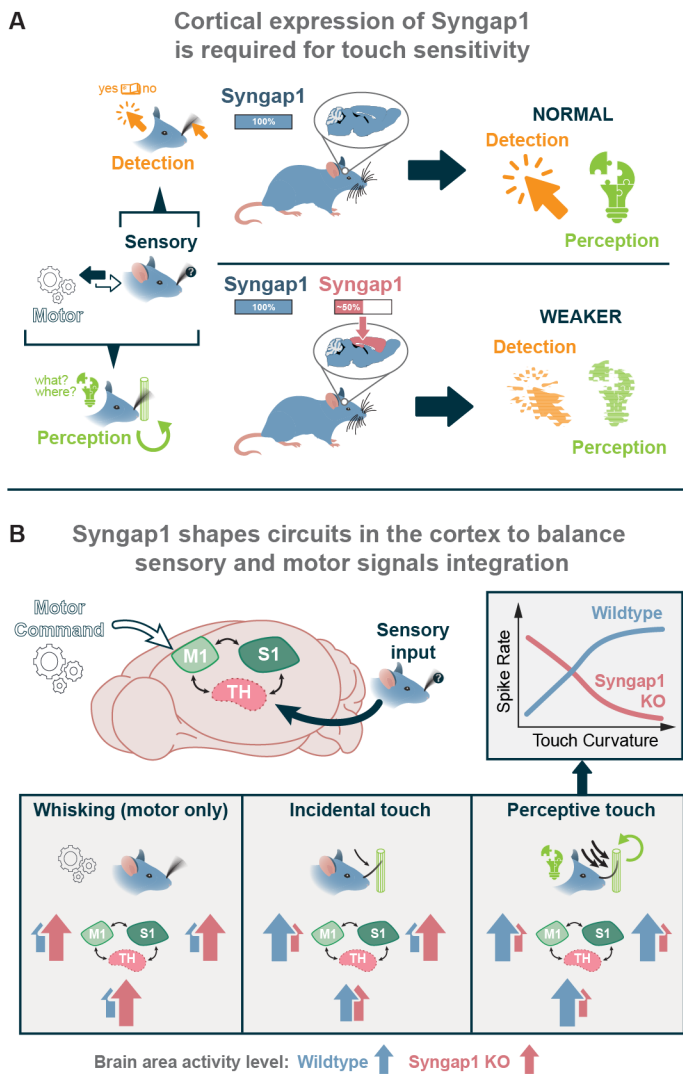 A
Cortical expression of Syngap1
is required for touch sensitivity
yes no
Detection
Sensory
?
Motor
what?
where?
Perception
Syngap1
100%
NORMAL
Detection
Perception
Syngap1 Syngap1
100% ~50%
WEAKER
Detection
Perception
B
Syngap1 shapes circuits in the cortex to balance
sensory and motor signals integration
Motor
Command
M1 S1
TH
Sensory
input
?
Spike Rate
Wildtype
Syngap1
KO
Touch Curvature
Whisking (motor only)
M1 S1
TH
Incidental touch
M1 S1
TH
Perceptive touch
M1 S1
TH
Brain area activity level: Wildtype Syngap1 KO